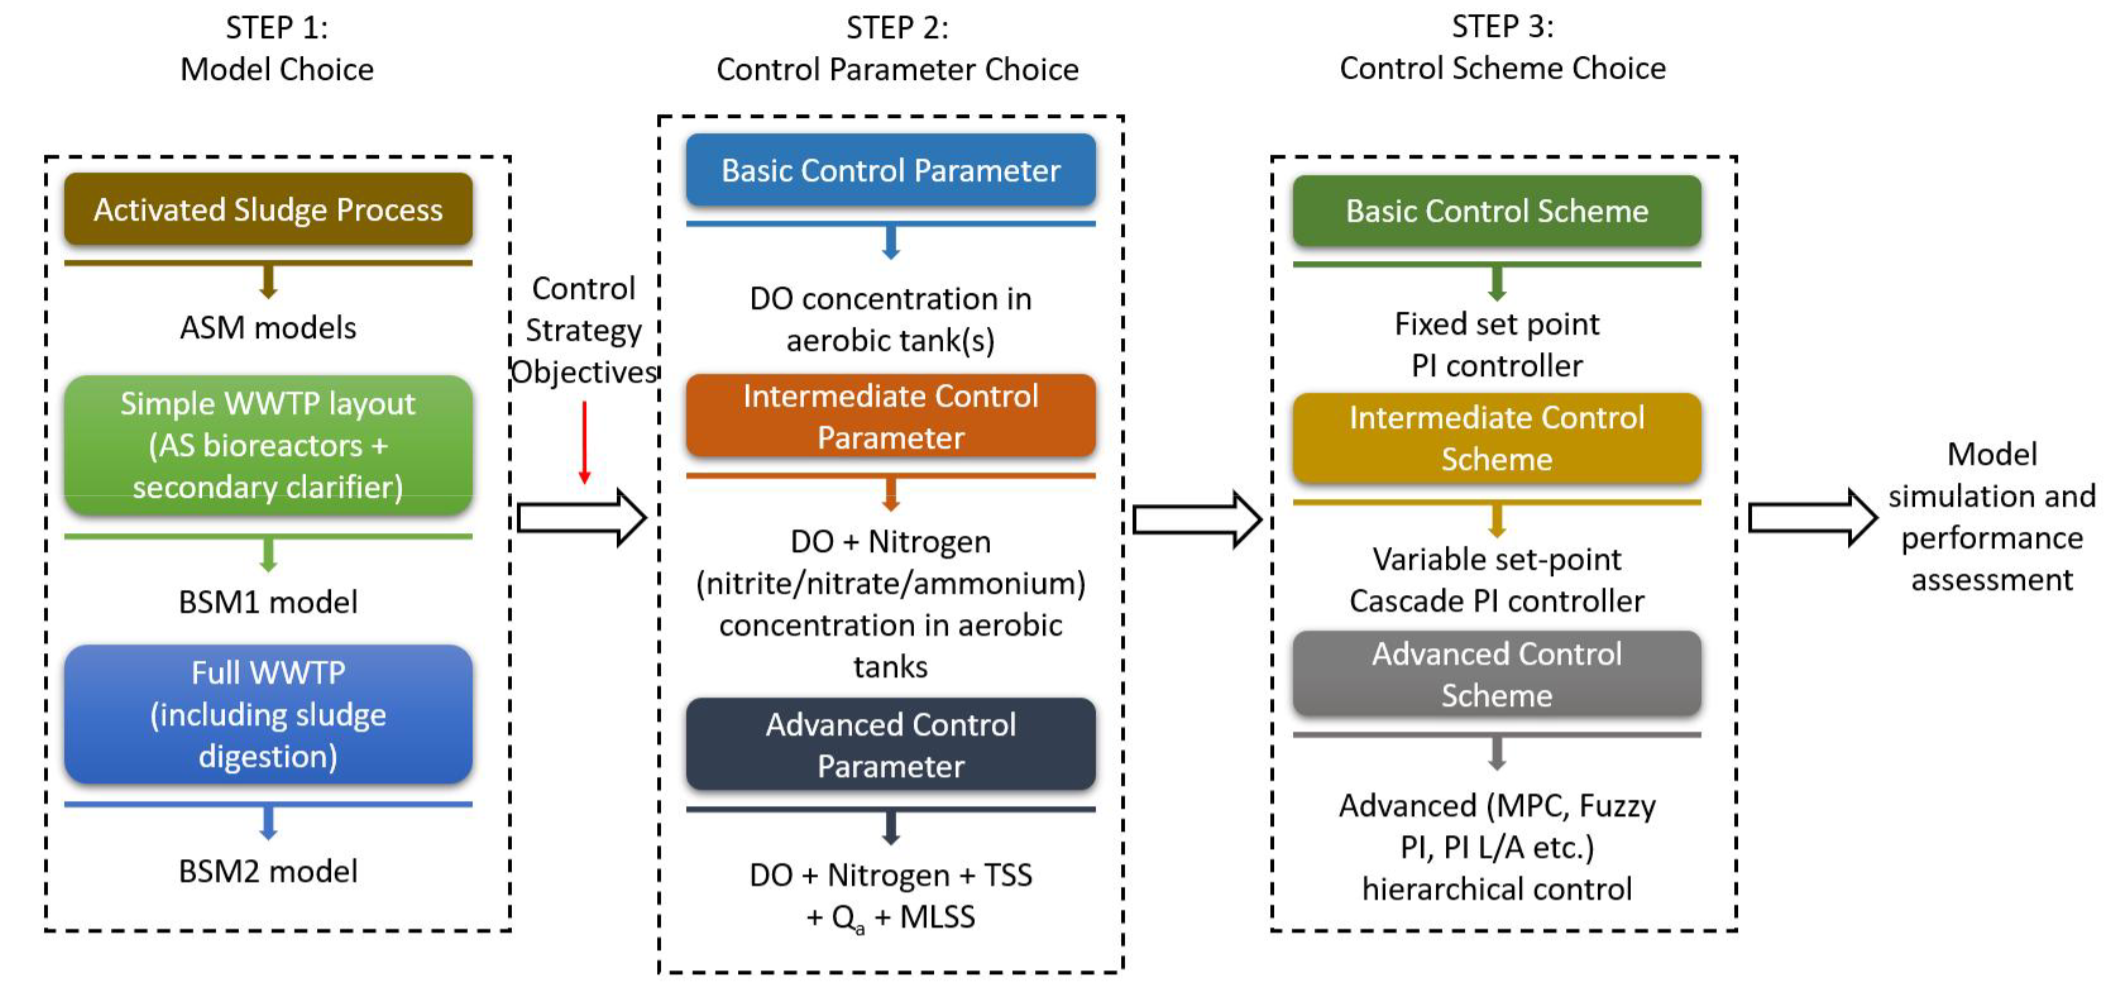 STEP 1:
Model Choice
Activated Sludge Process
ASM models
Simple WWTP layout
(AS bioreactors +
secondary clarifier)
BSM1 model
Full WWTP
(including sludge
digestion)
BSM2 model
Control
Strategy
Objectives
STEP 2:
Control Parameter Choice
Basic Control Parameter
DO concentration in
aerobic tank(s)
Intermediate Control
Parameter
DO + Nitrogen
(nitrite/nitrate/ammonium)
concentration in aerobic
tanks
Advanced Control
Parameter
DO + Nitrogen + TSS
+ Qa + MLSS
STEP 3:
Control Scheme Choice
Basic Control Scheme
Fixed set point
PI controller
Intermediate Control
Scheme
Variable set-point
Cascade PI controller
Advanced Control
Scheme
Advanced (MPC, Fuzzy
PI, PI L/A etc.)
hierarchical control
Model
simulation and
performance
assessment